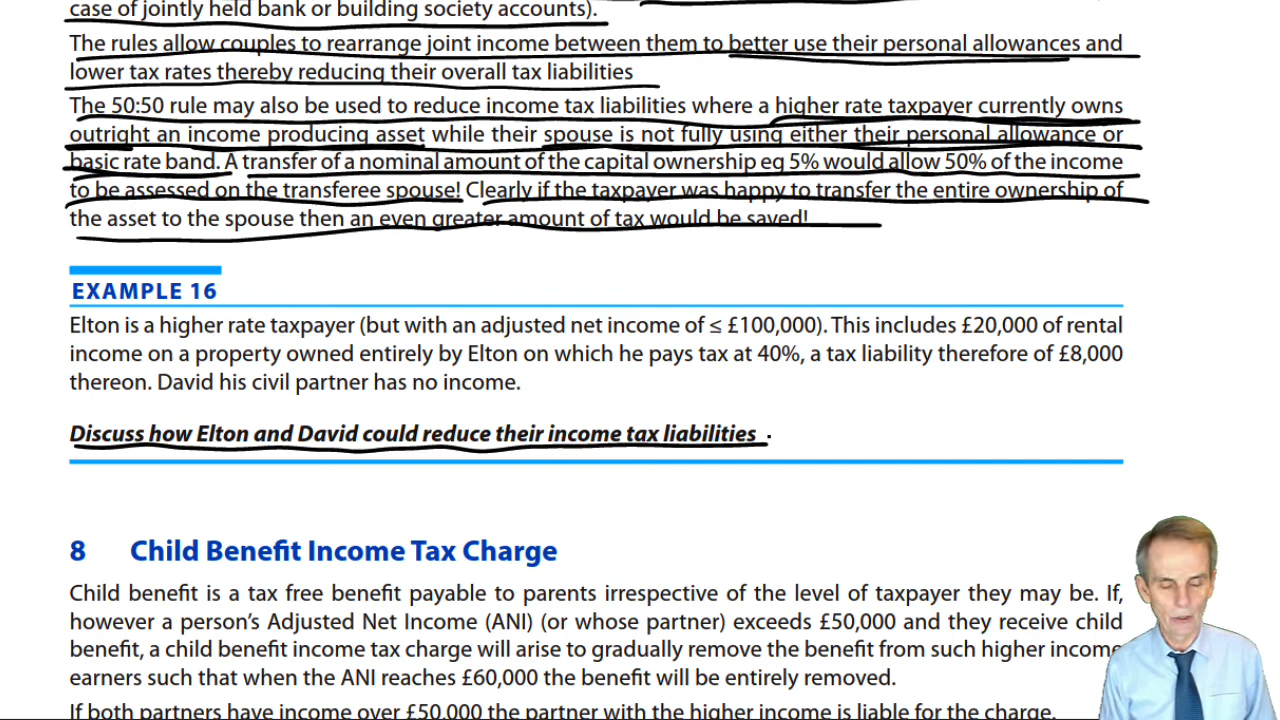 case of jointly held bank or building society accounts).
The rules allow couples to rearrange joint income between them to better use their personal allowances and
lower tax rates thereby reducing their overall tax liabilities
The 50:50 rule may also be used to reduce income tax liabilities where a higher rate taxpayer currently owns
outright an income producing asset while their spouse is not fully using either their personal allowance or
basic rate band. A transfer of a nominal amount of the capital ownership eg 5% would allow 50% of the income
to be assessed on the transferee spouse! Clearly if the taxpayer was happy to transfer the entire ownership of
the asset to the spouse then an even greater amount of tax would be saved!
EXAMPLE 16
Elton is a higher rate taxpayer (but with an adjusted net income of ≤ £100,000). This includes £20,000 of rental
income on a property owned entirely by Elton on which he pays tax at 40%, a tax liability therefore of £8,000
thereon. David his civil partner has no income.
Discuss how Elton and David could reduce their income tax liabilities .
8 Child Benefit Income Tax Charge
Child benefit is a tax free benefit payable to parents irrespective of the level of taxpayer they may be. If,
however a person's Adjusted Net Income (ANI) (or whose partner) exceeds £50,000 and they receive child
benefit, a child benefit income tax charge will arise to gradually remove the benefit from such higher income
earners such that when the ANI reaches £60,000 the benefit will be entirely removed.
If both partners have income over £50,000 the partner with the higher income is liable for the charge.